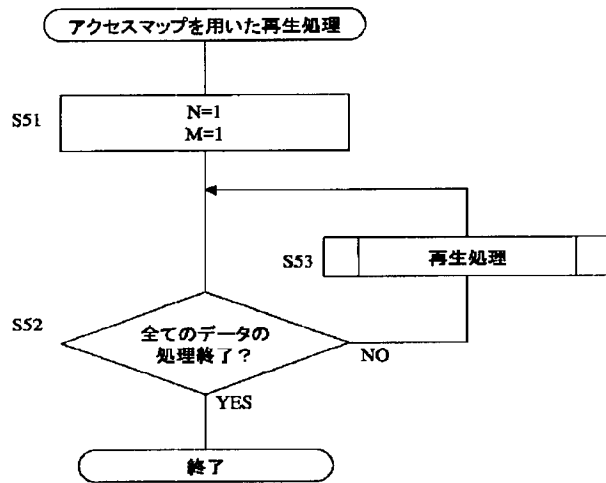 アクセスマップを用いた再生処理
S51
N=1
M=1
S53
再生処理
S52
全てのデータの
処理終了?
NO
YES
終了